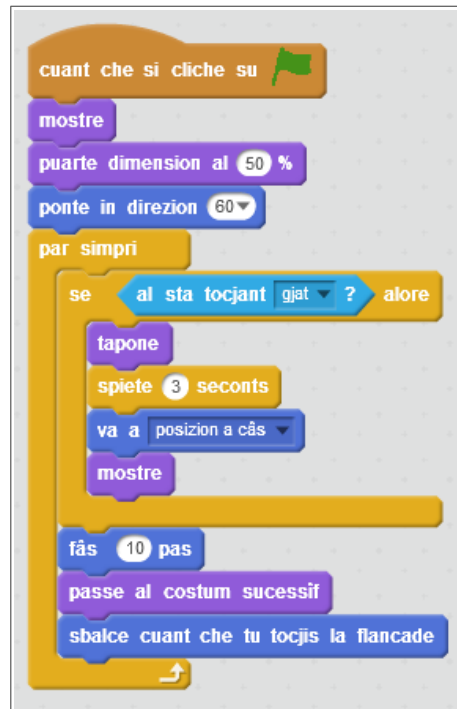 cuant che si cliche su
mostre
puarte dimension al 50 %
ponte in direzion 60
par simpri
se al sta tocjant gjat ? alore
tapone
spiete 3 seconts
va a posizion a câs
mostre
fâs 10 pas
passe al costum sucessîf
sbalce cuant che tu tocjis la flancade